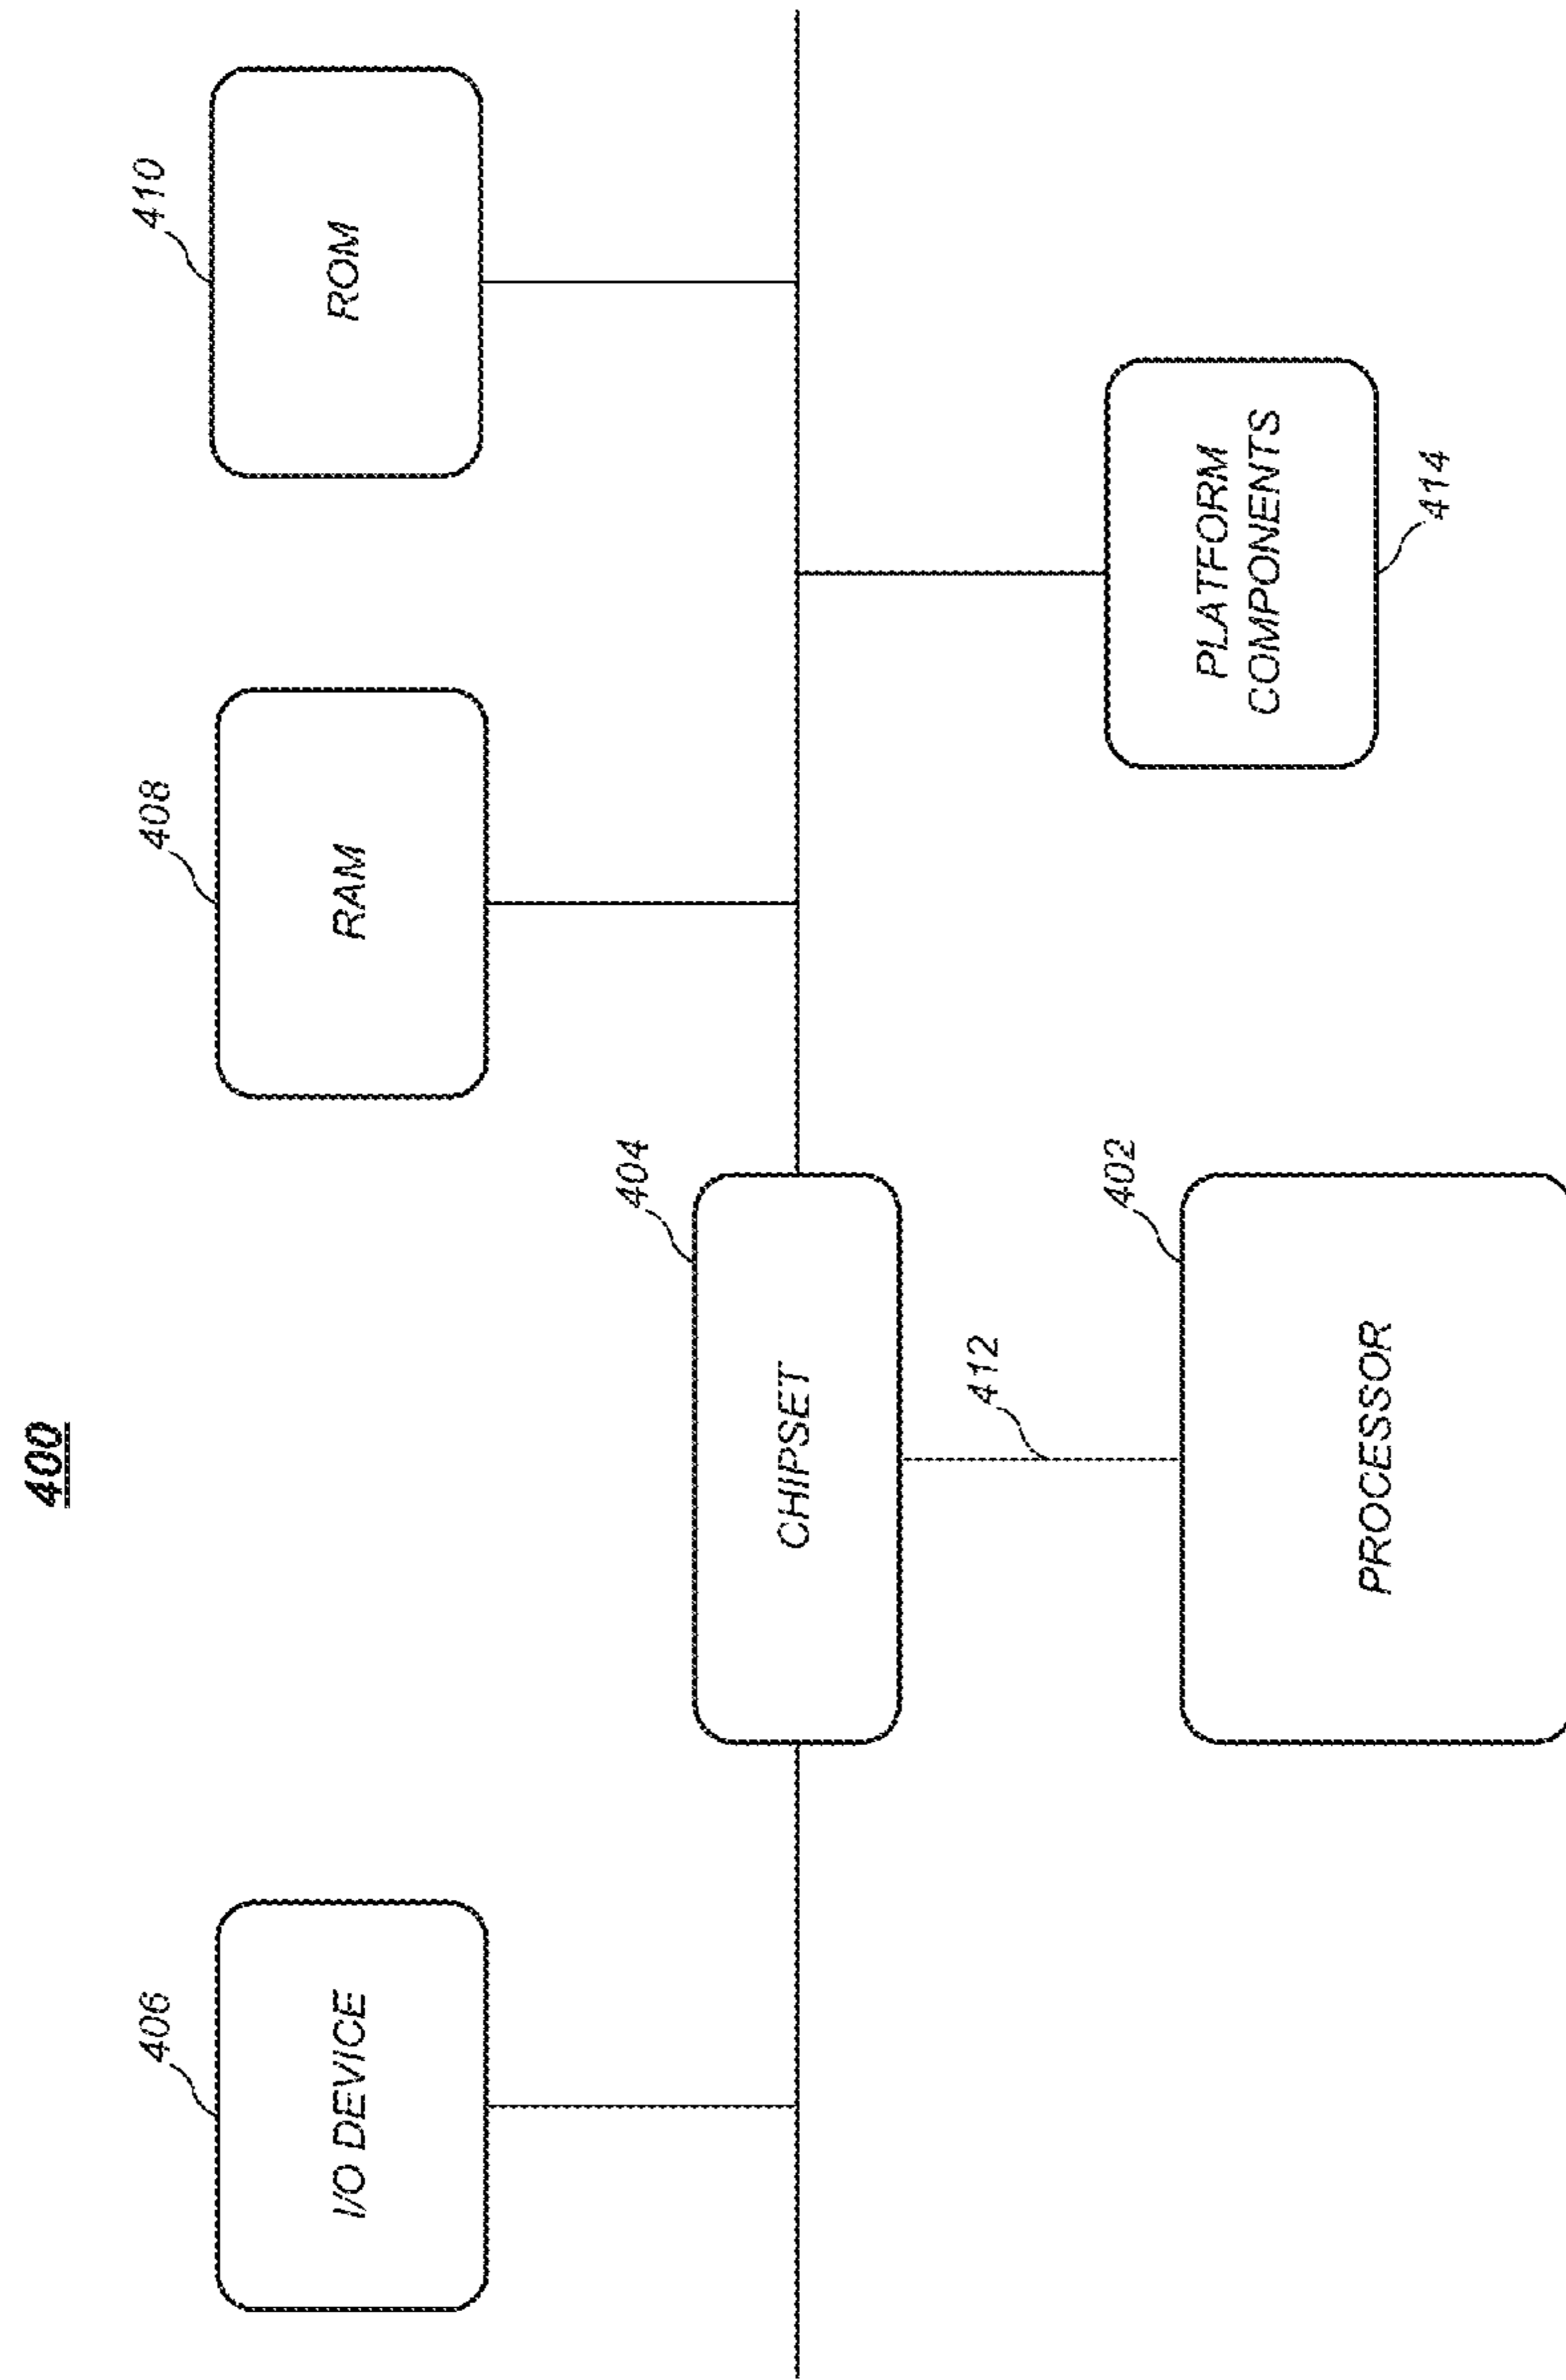 400
406
I/O DEVICE
408
RAM
410
ROM
404
CHIPSET
412
402
PROCESSOR
PLATFORM
COMPONENTS
414